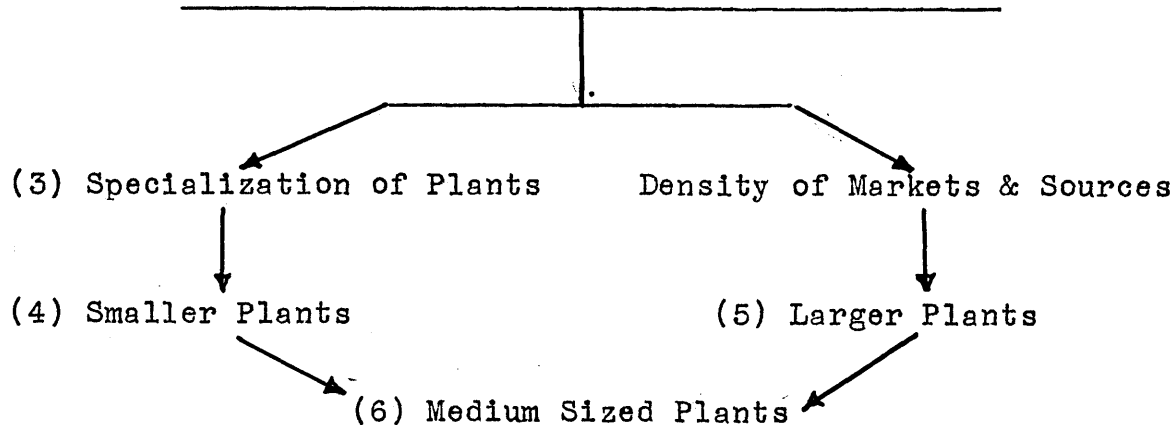 (3) Specialization of Plants Density of Markets & Sources
(4) Smaller Plants (5) Larger Plants
(6) Medium Sized Plants